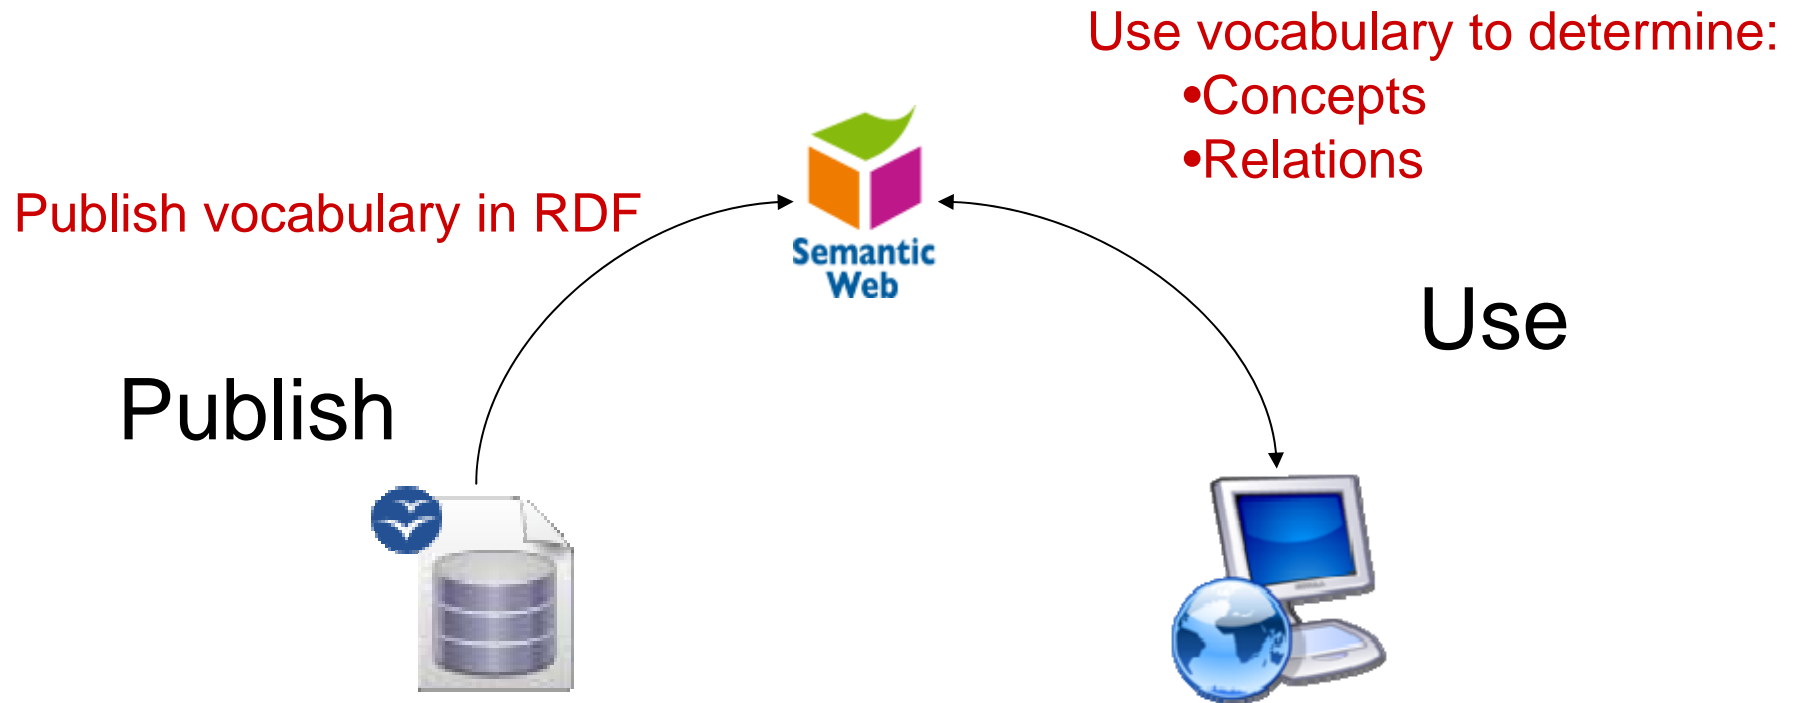 Use vocabulary to determine:
•Concepts
•Relations
Publish vocabulary in RDF
Semantic
Web
Use
Publish